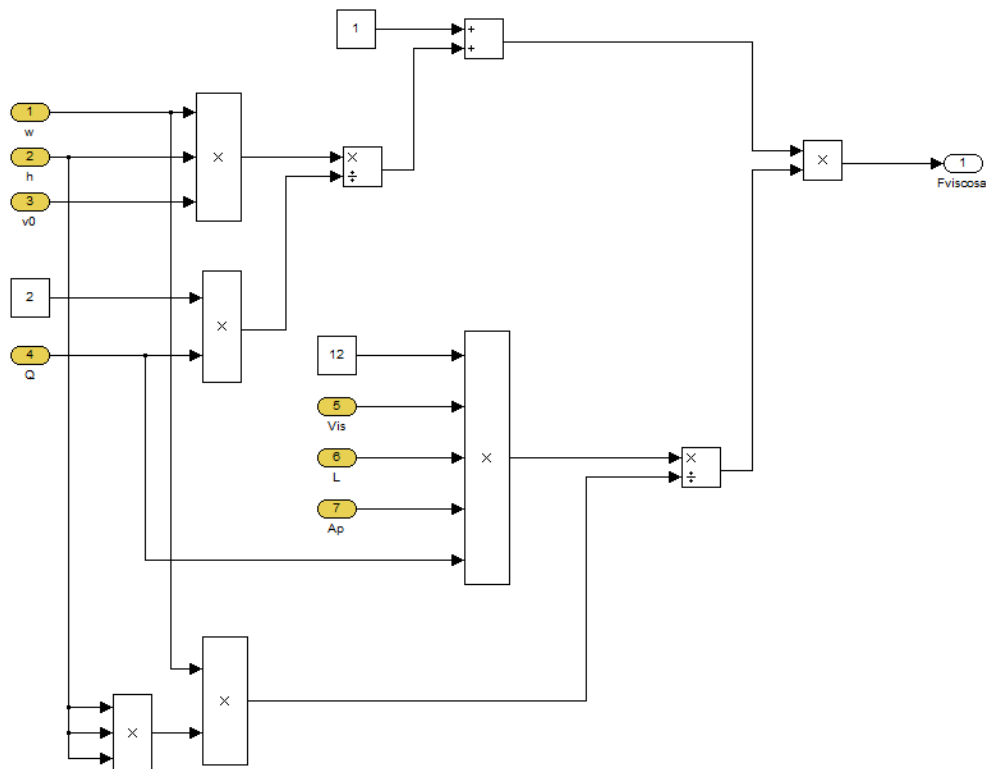 1
+
+
1
w
×
×
2
h
÷
×
1
Fviscosa
3
v0
2
×
4
Q
12
5
Vis
6
L
×
×
÷
7
Ap
×
×